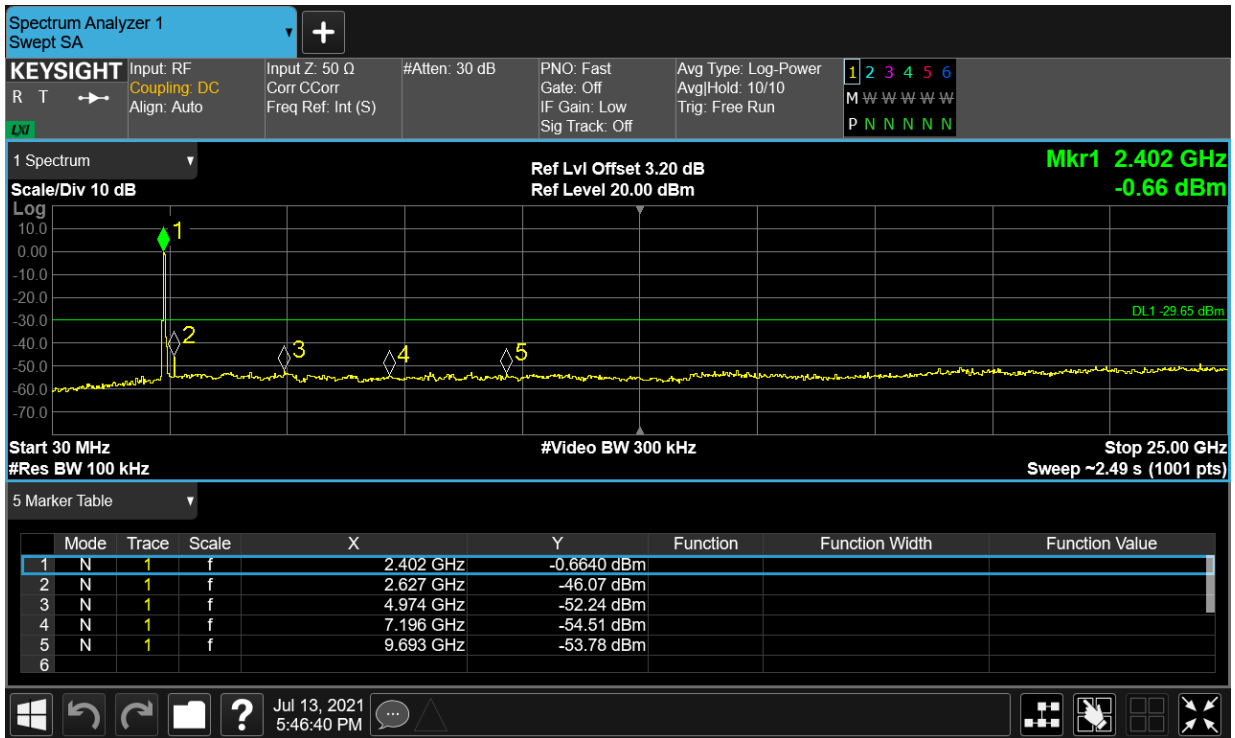 Spectrum Analyzer 1
Swept SA
+
KEYSIGHT
R T
LXI
Input: RF
Coupling: DC
Align: Auto
Input Z: 50 Ω
Corr CCorr
Freq Ref: Int (S)
#Atten: 30 dB
PNO: Fast
Gate: Off
IF Gain: Low
Sig Track: Off
Avg Type: Log-Power
Avg|Hold: 10/10
Trig: Free Run
1 2 3 4 5 6
M W W W W W
P N N N N N
1 Spectrum
Scale/Div 10 dB
Ref Lvl Offset 3.20 dB
Ref Level 20.00 dBm
Mkr1 2.402 GHz
-0.66 dBm
Log
10.0
0.00
-10.0
-20.0
-30.0
-40.0
-50.0
-60.0
-70.0
1
2
3
4
5
DL1 -29.65 dBm
Start 30 MHz
#Res BW 100 kHz
#Video BW 300 kHz
Stop 25.00 GHz
Sweep ~2.49 s (1001 pts)
5 Marker Table
Mode Trace Scale X Y Function Function Width Function Value
1 N 1 f 2.402 GHz -0.6640 dBm
2 N 1 f 2.627 GHz -46.07 dBm
3 N 1 f 4.974 GHz -52.24 dBm
4 N 1 f 7.196 GHz -54.51 dBm
5 N 1 f 9.693 GHz -53.78 dBm
6
?
Jul 13, 2021
5:46:40 PM